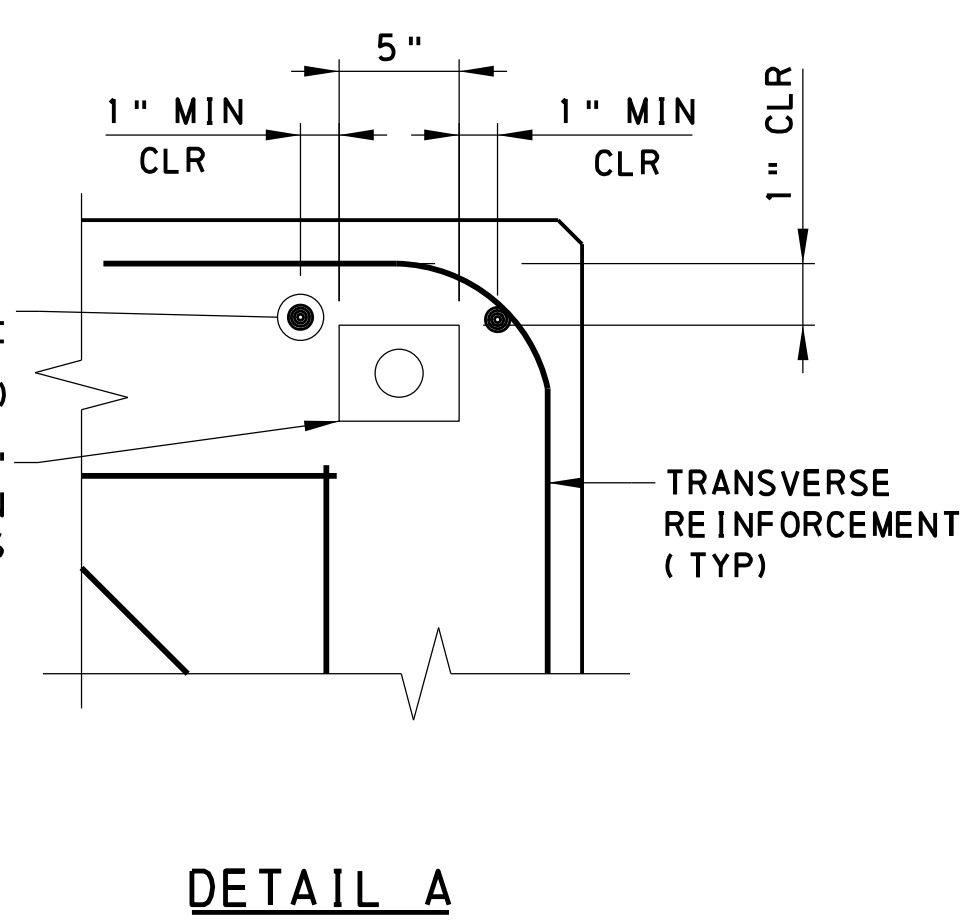 5"
1" MIN
CLR
1" MIN
CLR
1" CLR
TRANSVERSE
REINFORCEMENT
(TYP)
DETAIL A